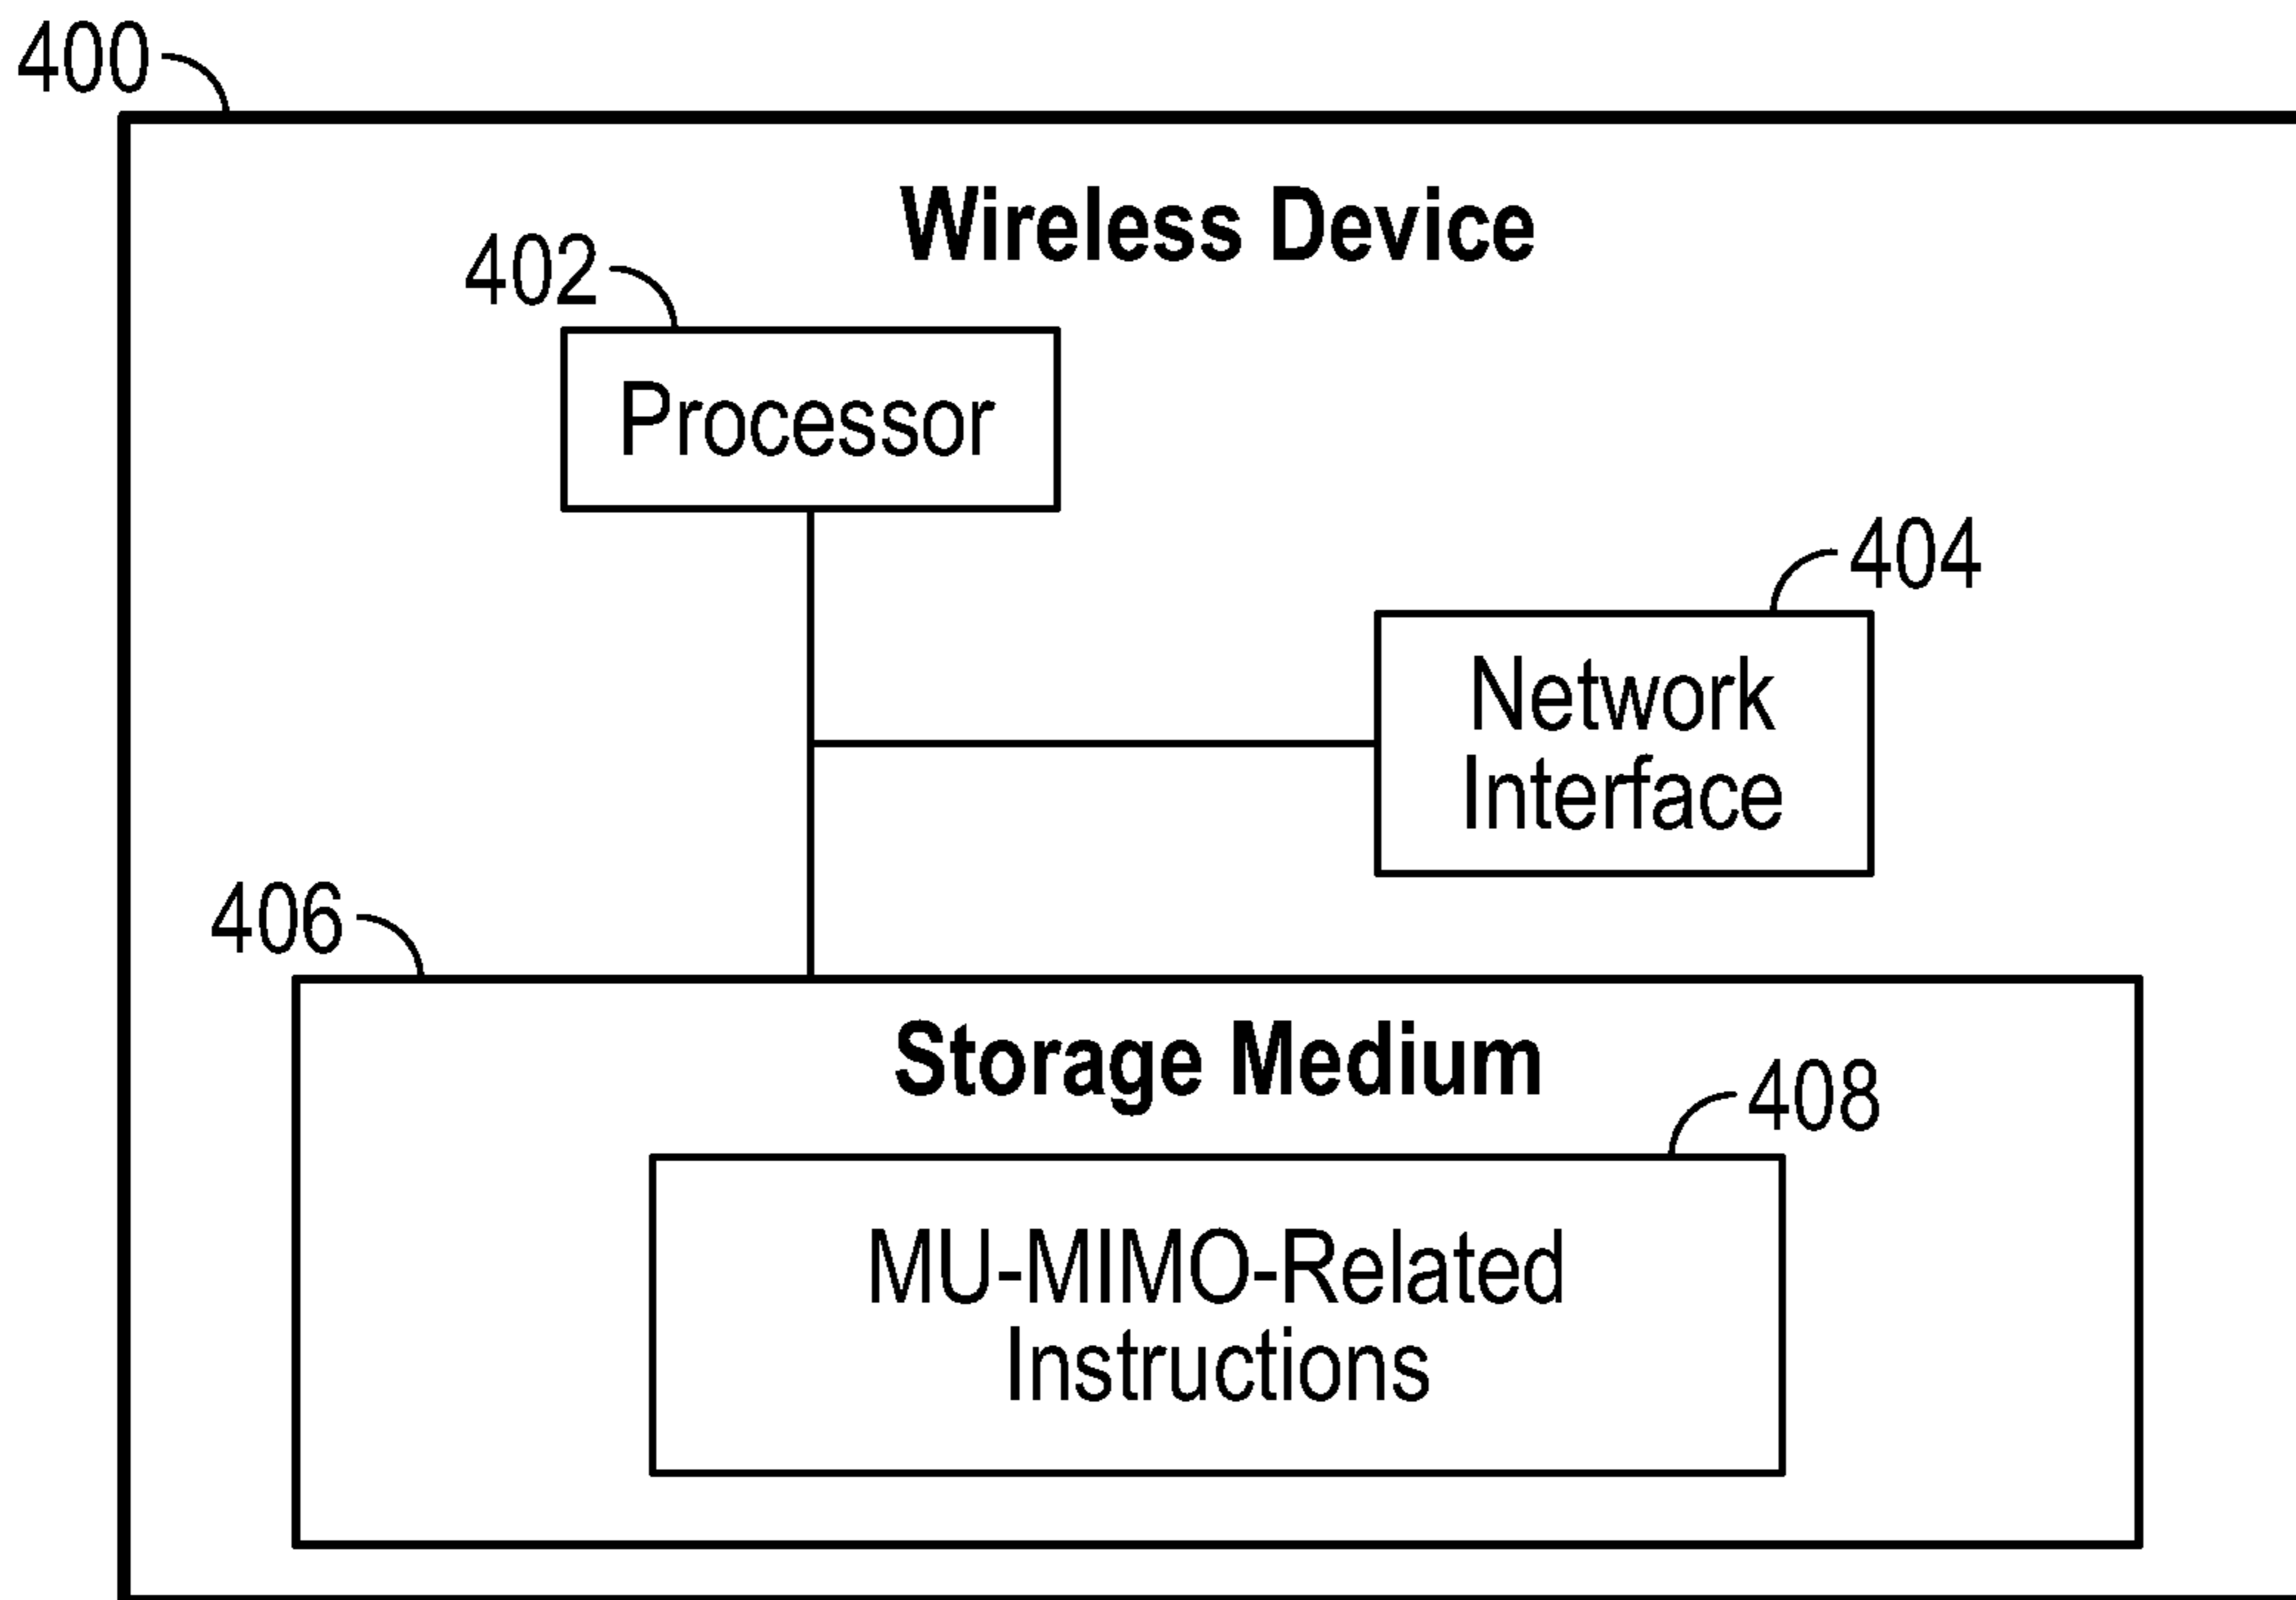 400
Wireless Device
402
Processor
404
Network
Interface
406
Storage Medium
408
MU-MIMO-Related
Instructions